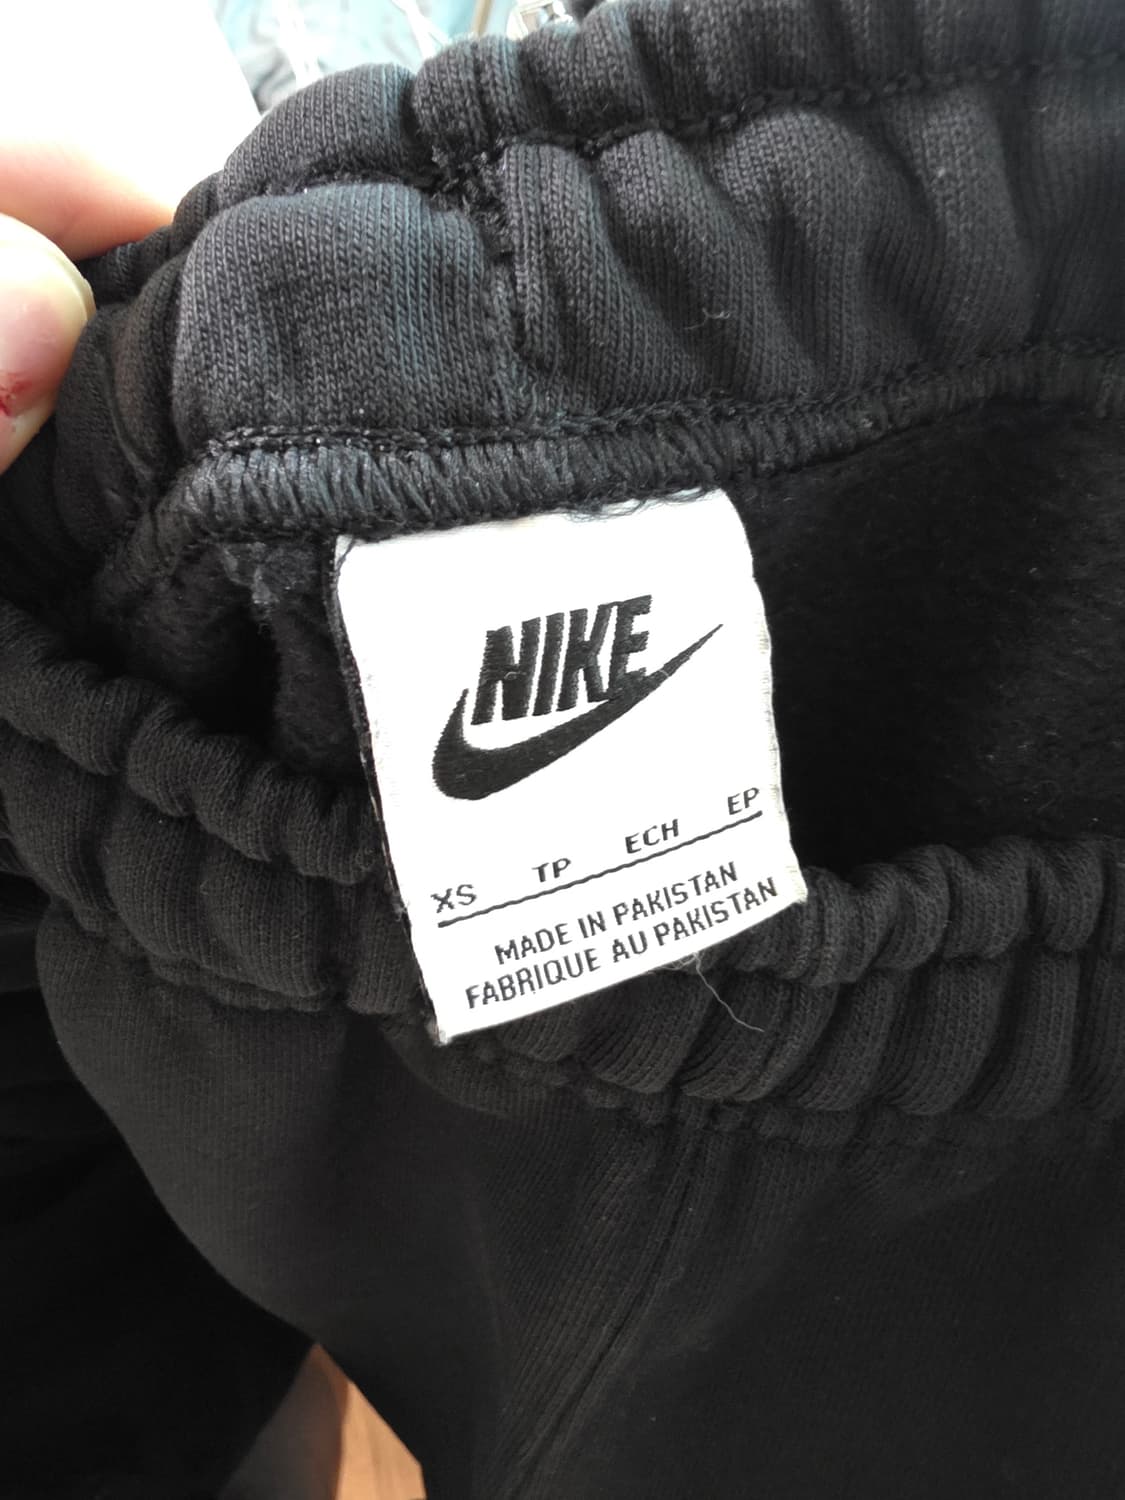 NIKE
XS TP ECH EP
MADE IN PAKISTAN
FABRIQUE AU PAKISTAN